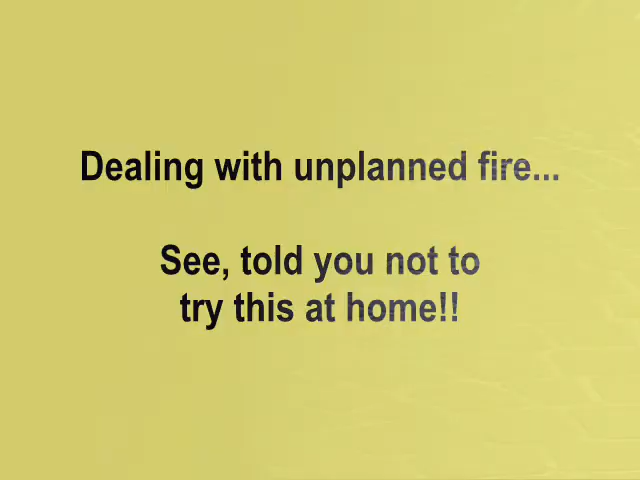 Dealing with unplanned fire...
See, told you not to
try this at home!!